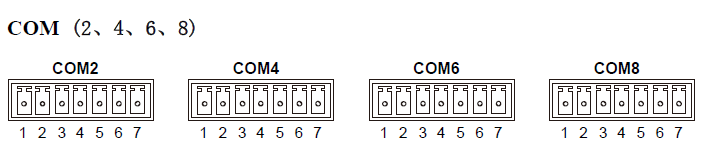 COM (2、4、6、8)
COM2 COM4 COM6 COM8
1 2 3 4 5 6 7 1 2 3 4 5 6 7 1 2 3 4 5 6 7 1 2 3 4 5 6 7